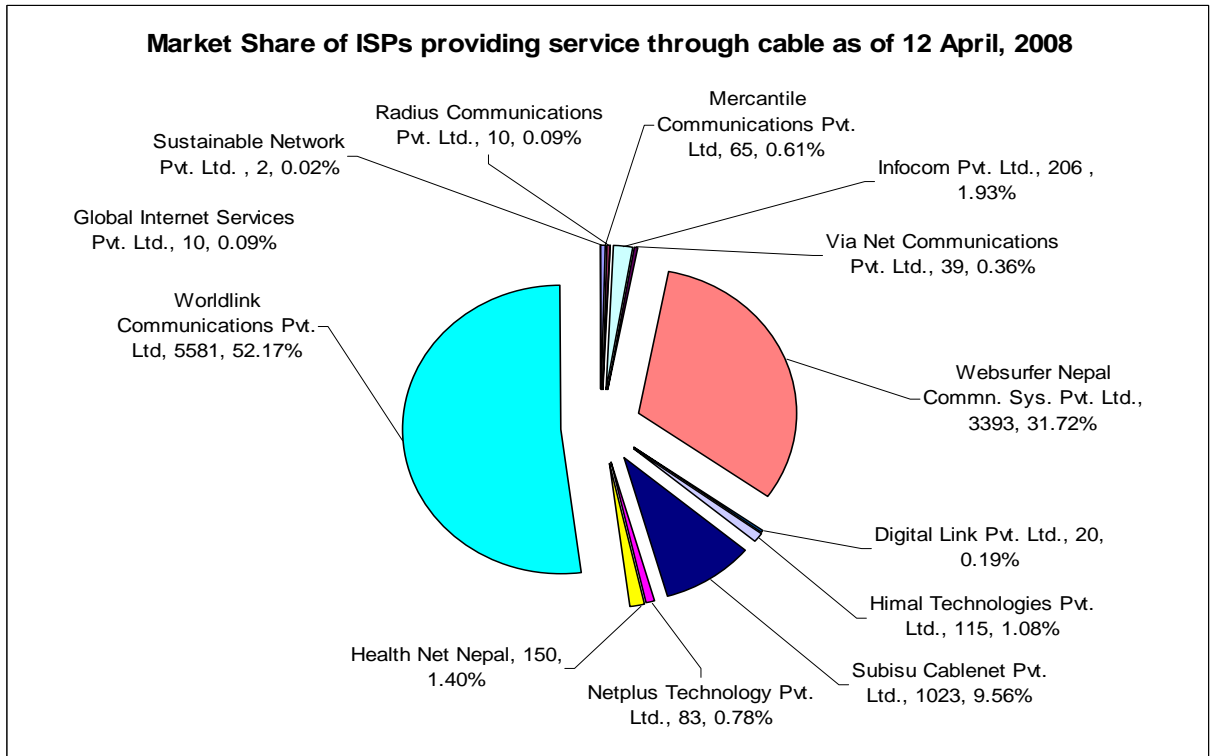 Market Share of ISPs providing service through cable as of 12 April, 2008
Radius Communications
Pvt. Ltd., 10, 0.09%
Mercantile
Communications Pvt.
Ltd, 65, 0.61%
Sustainable Network
Pvt. Ltd. , 2, 0.02%
Infocom Pvt. Ltd., 206 ,
1.93%
Global Internet Services
Pvt. Ltd., 10, 0.09%
Via Net Communications
Pvt. Ltd., 39, 0.36%
Worldlink
Communications Pvt.
Ltd, 5581, 52.17%
Websurfer Nepal
Commn. Sys. Pvt. Ltd.,
3393, 31.72%
Digital Link Pvt. Ltd., 20,
0.19%
Himal Technologies Pvt.
Ltd., 115, 1.08%
Subisu Cablenet Pvt.
Ltd., 1023, 9.56%
Health Net Nepal, 150,
1.40%
Netplus Technology Pvt.
Ltd., 83, 0.78%